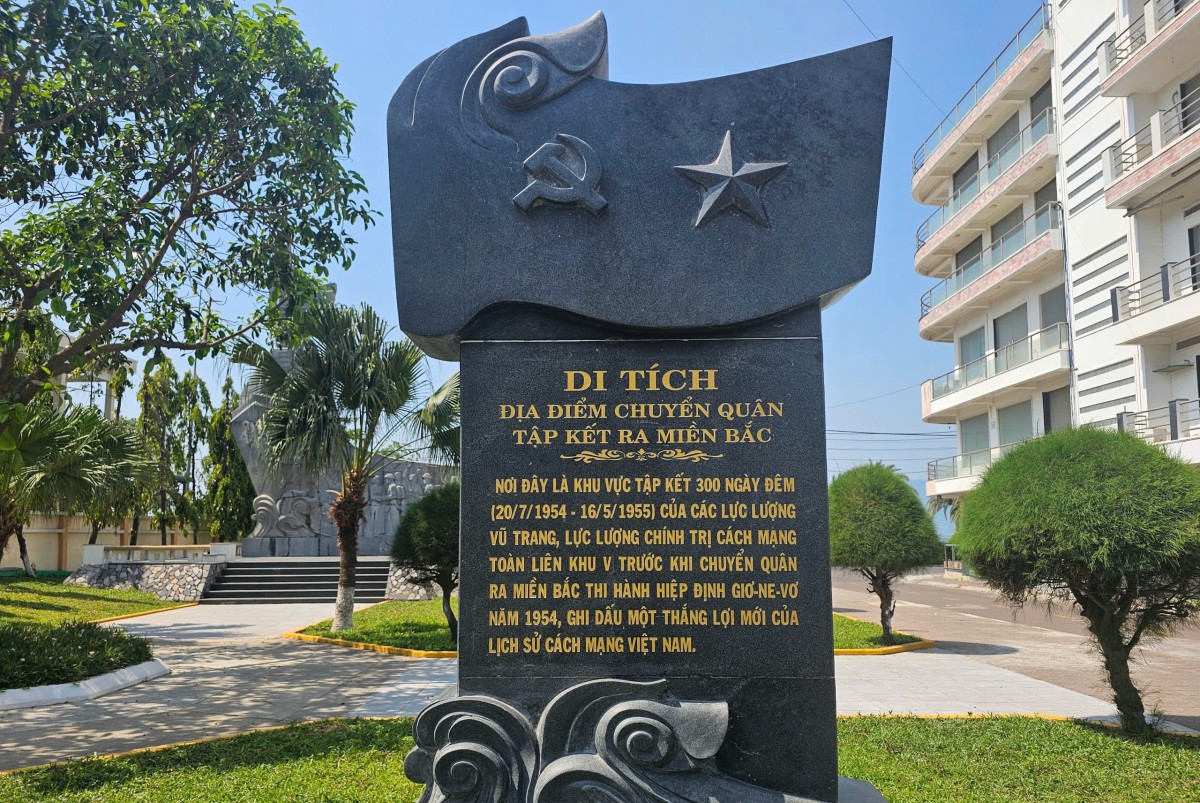 DI TÍCH
ĐỊA ĐIỂM CHUYỂN QUÂN
TẬP KẾT RA MIỀN BẮC
NƠI ĐÂY LÀ KHU VỰC TẬP KẾT 300 NGÀY ĐÊM
(20/7/1954 - 16/5/1955) CỦA CÁC LỰC LƯỢNG
VŨ TRANG, LỰC LƯỢNG CHÍNH TRỊ CÁCH MẠNG
TOÀN LIÊN KHU V TRƯỚC KHI CHUYỂN QUÂN
RA MIỀN BẮC THI HÀNH HIỆP ĐỊNH GIƠ-NE-VƠ
NĂM 1954, GHI DẤU MỘT THẮNG LỢI MỚI CỦA
LỊCH SỬ CÁCH MẠNG VIỆT NAM.